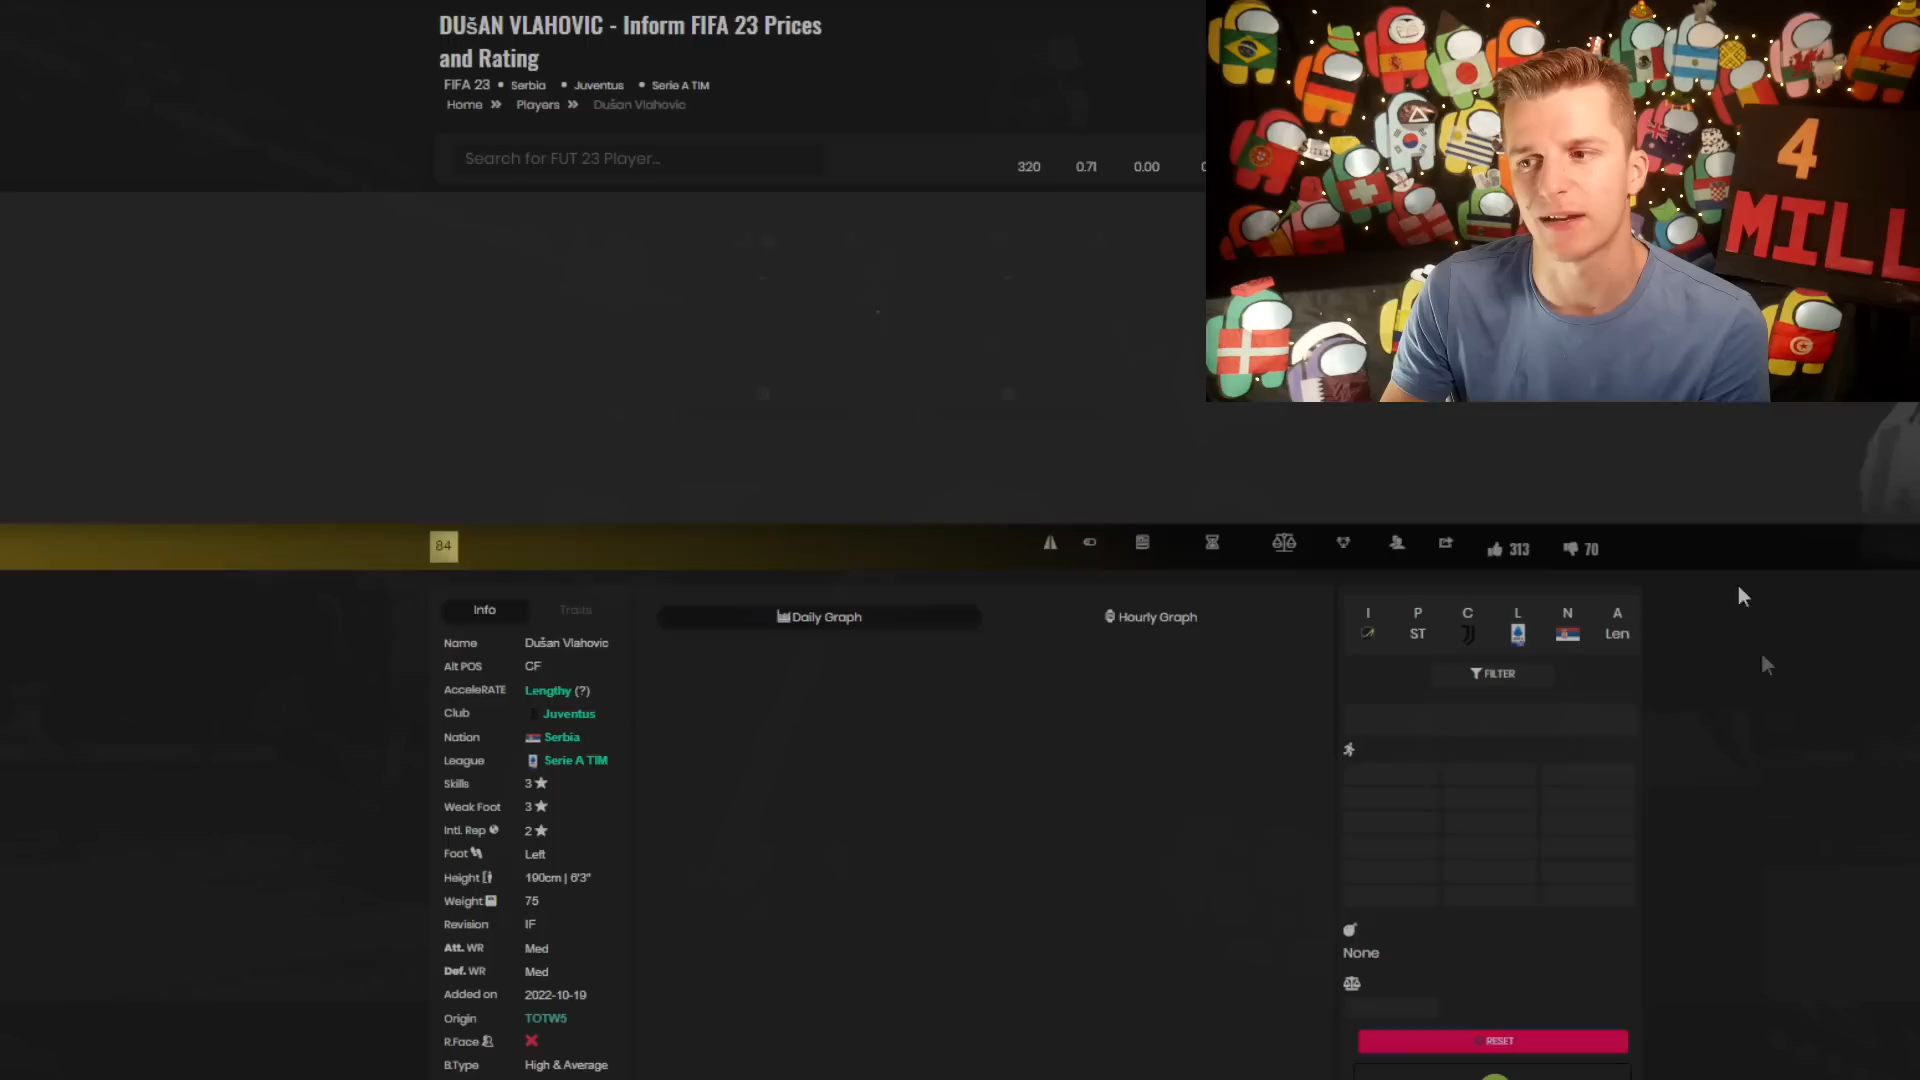 DUšAN VLAHOVIC - Inform FIFA 23 Prices
and Rating
FIFA 23 • Serbia • Juventus • Serie A TIM
Home » Players » Dušan Vlahovic
Search for FUT 23 Player...
320 0.71 0.00
4
MILL
84
313 70
Info Traits
Daily Graph
Hourly Graph
Name Dušan Vlahovic
Alt POS CF
AcceleRATE Lengthy (?)
Club Juventus
Nation Serbia
League Serie A TIM
Skills 3
Weak Foot 3
Intl. Rep 2
Foot Left
Height 190cm | 6'3"
Weight 75
Revision IF
Att. WR Med
Def. WR Med
Added on 2022-10-19
Origin TOTW5
R.Face
B.Type High & Average
I P C L N A
ST Len
FILTER
None
RESET